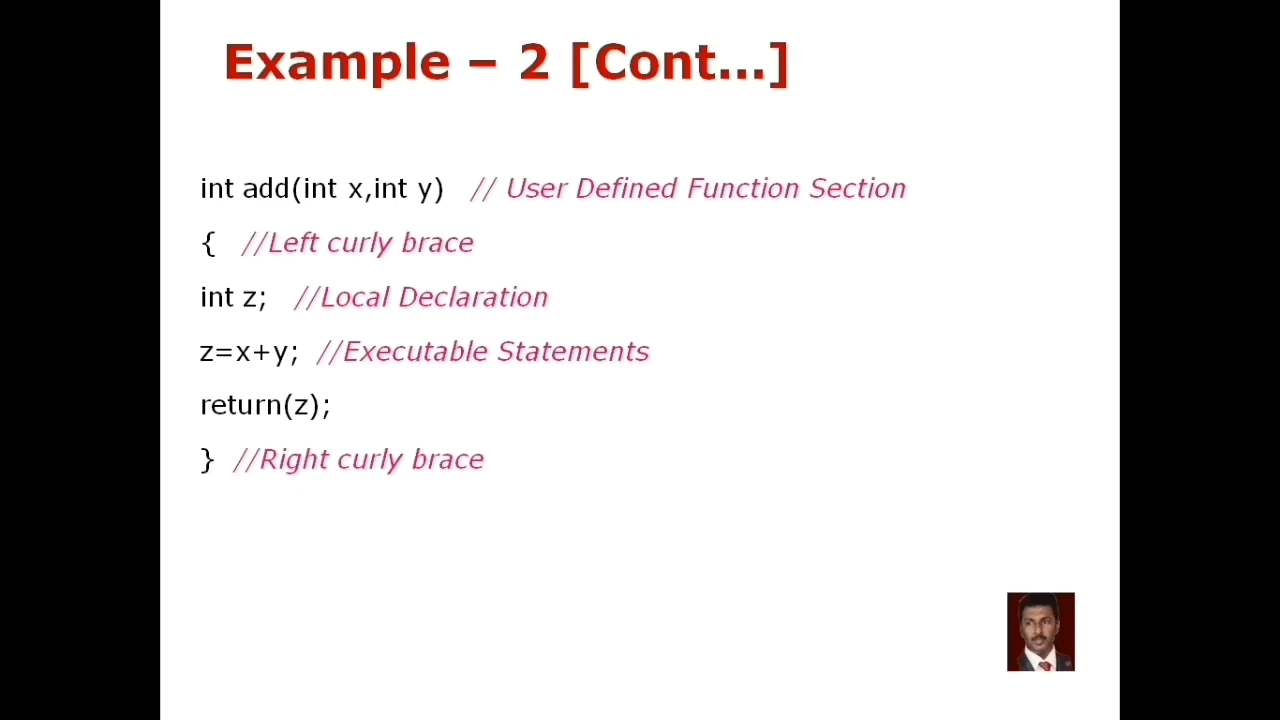 Example – 2 [Cont...]
int add(int x,int y) // User Defined Function Section
{ //Left curly brace
int z; //Local Declaration
z=x+y; //Executable Statements
return(z);
} //Right curly brace